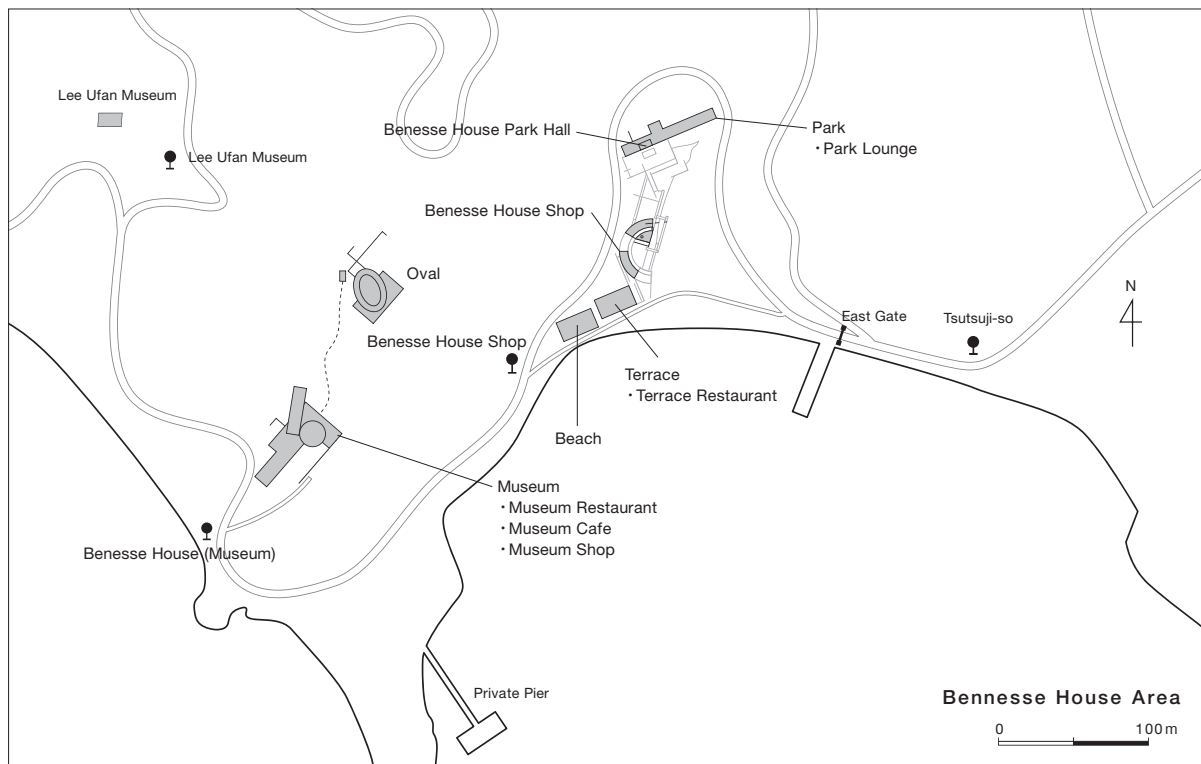 Lee Ufan Museum
Lee Ufan Museum
Benesse House Park Hall
Park
・Park Lounge
Benesse House Shop
Oval
Benesse House Shop
East Gate
Tsutsuji-so
N
Terrace
・Terrace Restaurant
Beach
Museum
・Museum Restaurant
・Museum Cafe
・Museum Shop
Benesse House (Museum)
Private Pier
Bennesse House Area
0 100m